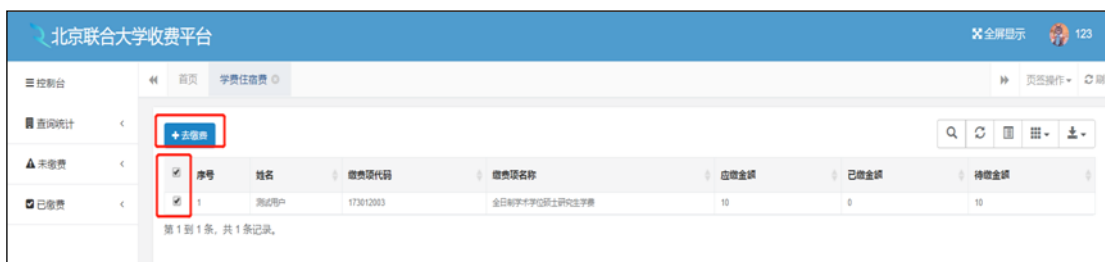 北京联合大学收费平台 全屏显示 123
控制台 首页 学费住宿费 页签操作 刷
查询统计
+去缴费
未缴费
序号 姓名 缴费项代码 缴费项名称 应缴金额 已缴金额 待缴金额
已缴费
1 测试用户 173012003 全日制学术学位硕士研究生学费 10 0 10
第 1 到 1 条，共 1 条记录。